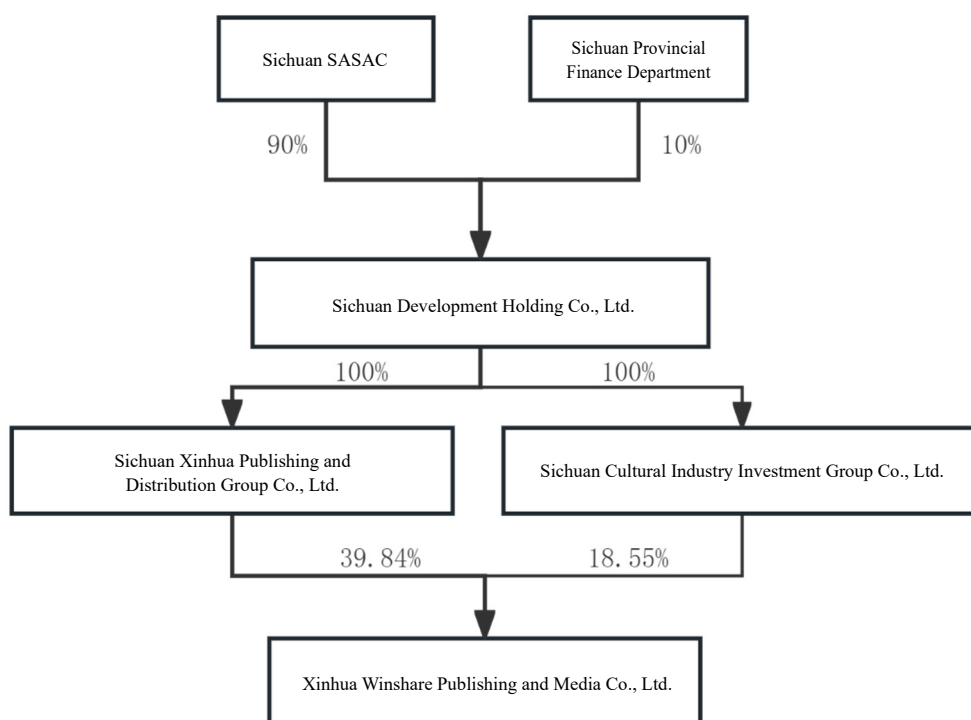 Sichuan SASAC
Sichuan Provincial
Finance Department
90%
10%
Sichuan Development Holding Co., Ltd.
100%
100%
Sichuan Xinhua Publishing and
Distribution Group Co., Ltd.
Sichuan Cultural Industry Investment Group Co., Ltd.
39.84%
18.55%
Xinhua Winshare Publishing and Media Co., Ltd.